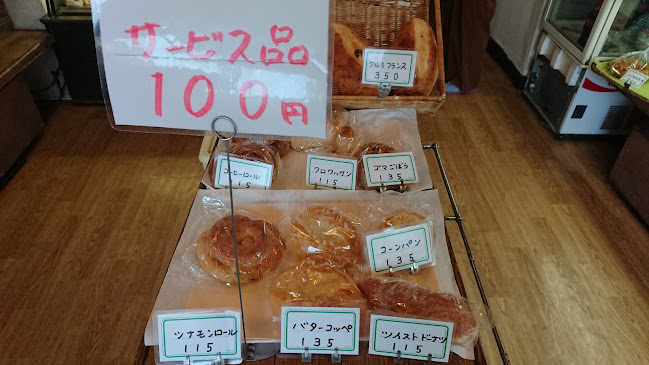 サービス品
100円
クルミフランス
350
コーヒーロール
115
クロワッサン
115
ゴマごぼう
135
コーンパン
135
シナモンロール
115
バターコッペ
135
ツイストドーナツ
115